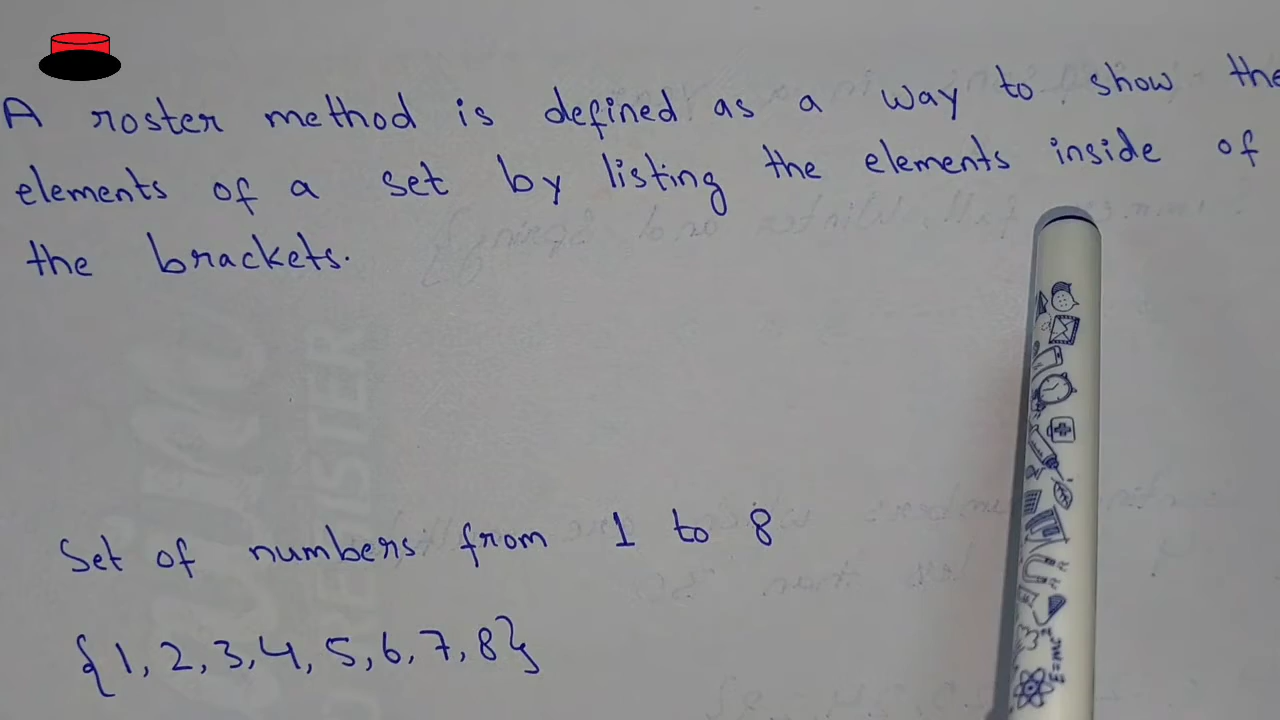 A roster method is defined as a way to show the
elements of a set by listing the elements inside of
the brackets.
Set of numbers from 1 to 8
{1, 2, 3, 4, 5, 6, 7, 8}